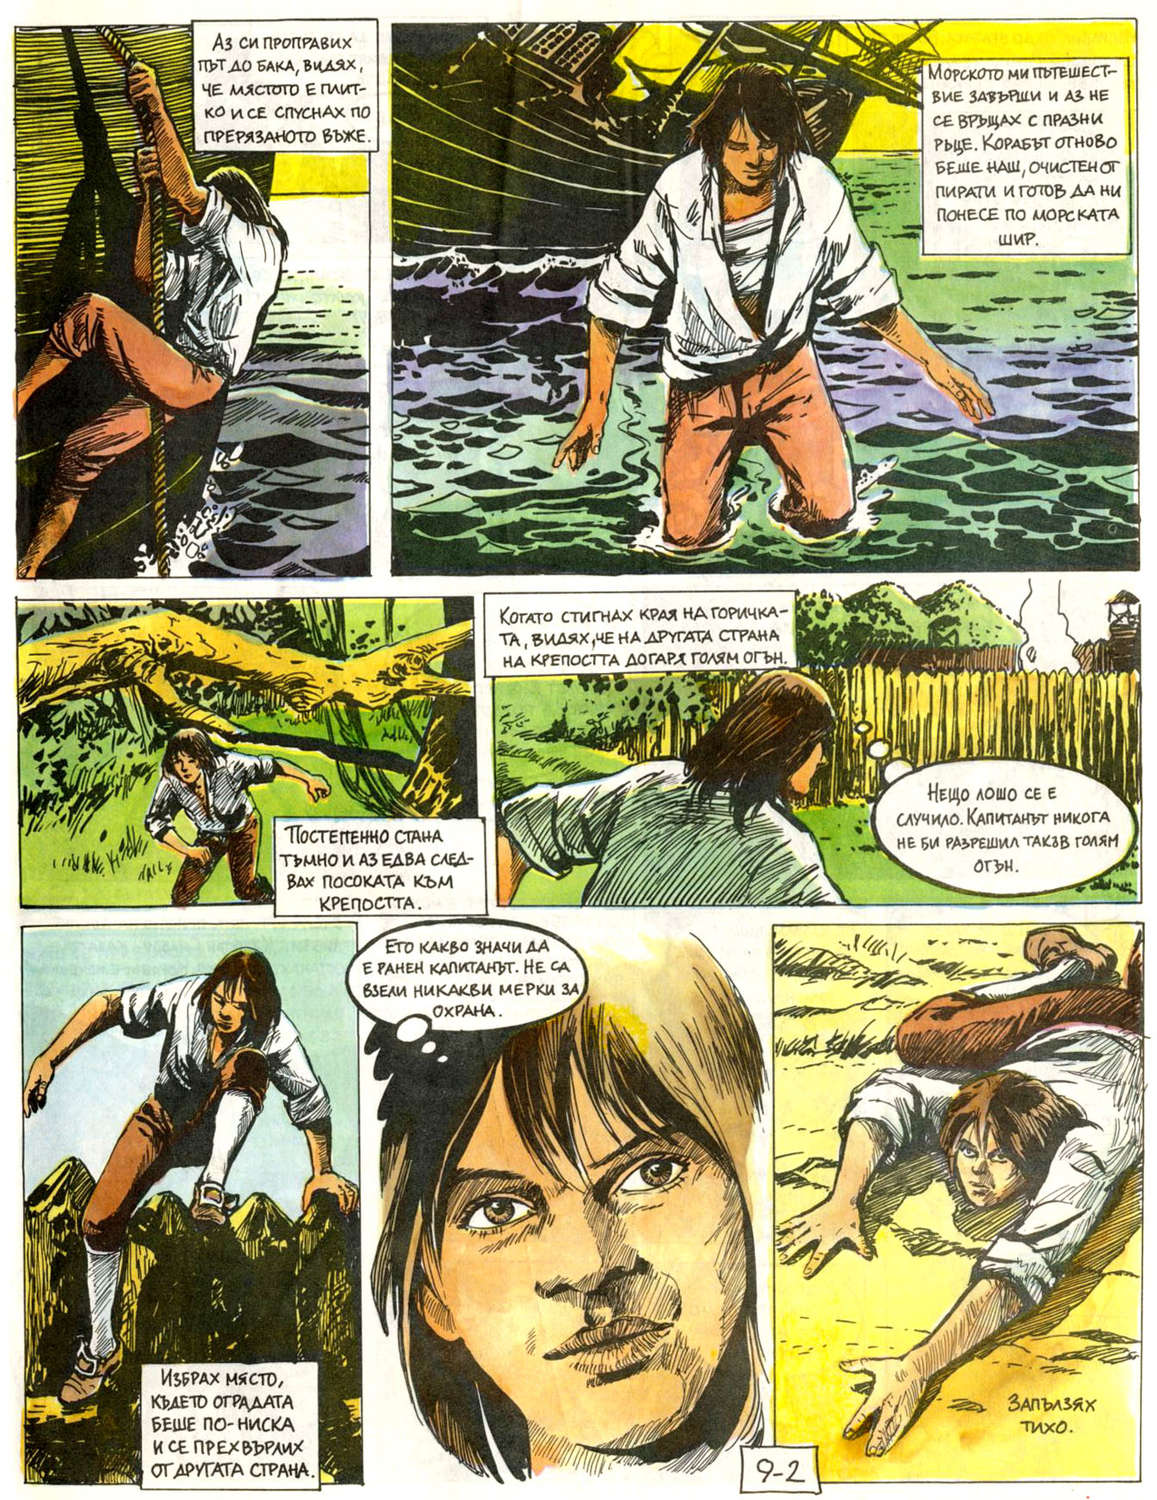 АЗ СИ ПРОПРАВИХ
ПЪТ ДО БАКА, ВИДЯХ,
ЧЕ МЯСТОТО Е ПЛИТ-
КО И СЕ СПУСНАХ ПО
ПРЕРЯЗАНОТО ВЪЖЕ.
МОРСКОТО МИ ПЪТЕШЕСТ-
ВИЕ ЗАВЪРШИ И АЗ НЕ
СЕ ВРЪЩАХ С ПРАЗНИ
РЪЦЕ. КОРАБЪТ ОТНОВО
БЕШЕ НАШ, ОЧИСТЕН ОТ
ПИРАТИ И ГОТОВ ДА НИ
ПОНЕСЕ ПО МОРСКАТА
ШИР.
ПОСТЕПЕННО СТАНА
ТЪМНО И АЗ ЕДВА СЛЕД-
ВАХ ПОСОКАТА КЪМ
КРЕПОСТТА.
КОГАТО СТИГНАХ КРАЯ НА ГОРИЧКА-
ТА, ВИДЯХ, ЧЕ НА ДРУГАТА СТРАНА
НА КРЕПОСТТА ДОГАРЯ ГОЛЯМ ОГЪН.
НЕЩО ЛОШО СЕ Е
СЛУЧИЛО. КАПИТАНЪТ НИКОГА
НЕ БИ РАЗРЕШИЛ ТАКЪВ ГОЛЯМ
ОГЪН.
ИЗБРАХ МЯСТО,
КЪДЕТО ОГРАДАТА
БЕШЕ ПО-НИСКА
И СЕ ПРЕХВЪРЛИХ
ОТ ДРУГАТА СТРАНА.
ЕТО КАКВО ЗНАЧИ ДА
Е РАНЕН КАПИТАНЪТ. НЕ СА
ВЗЕЛИ НИКАКВИ МЕРКИ ЗА
ОХРАНА.
ЗАПЪЛЗЯХ
ТИХО.
9-2